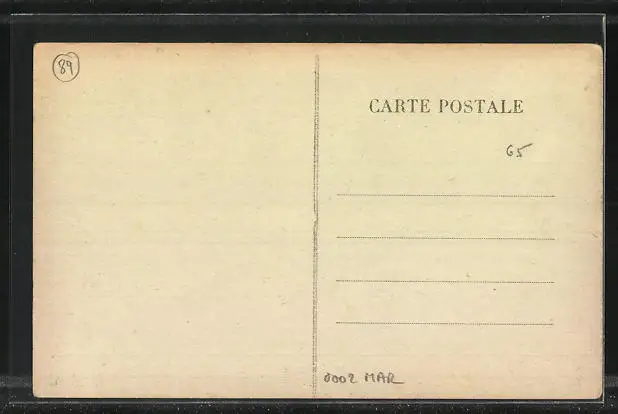 89
CARTE POSTALE
65
0002 MAR